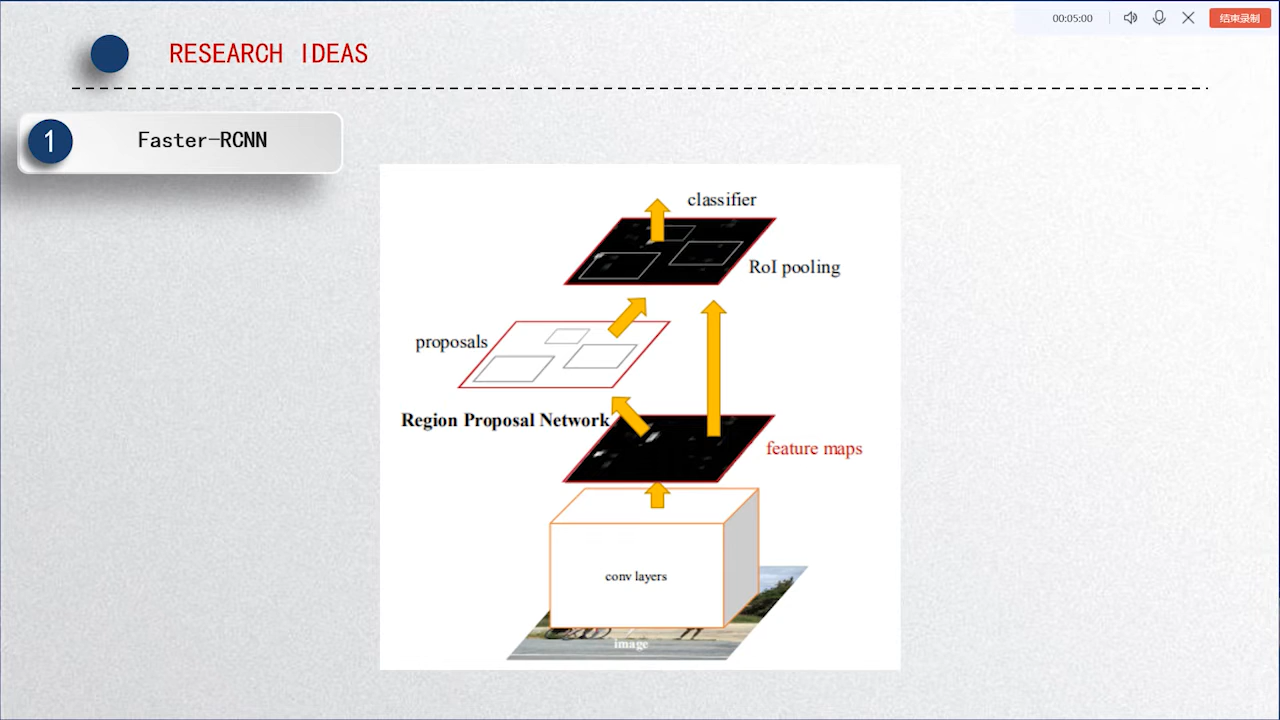 00:05:00
结束录制
RESEARCH IDEAS
1
Faster-RCNN
classifier
RoI pooling
proposals
Region Proposal Network
feature maps
conv layers
image